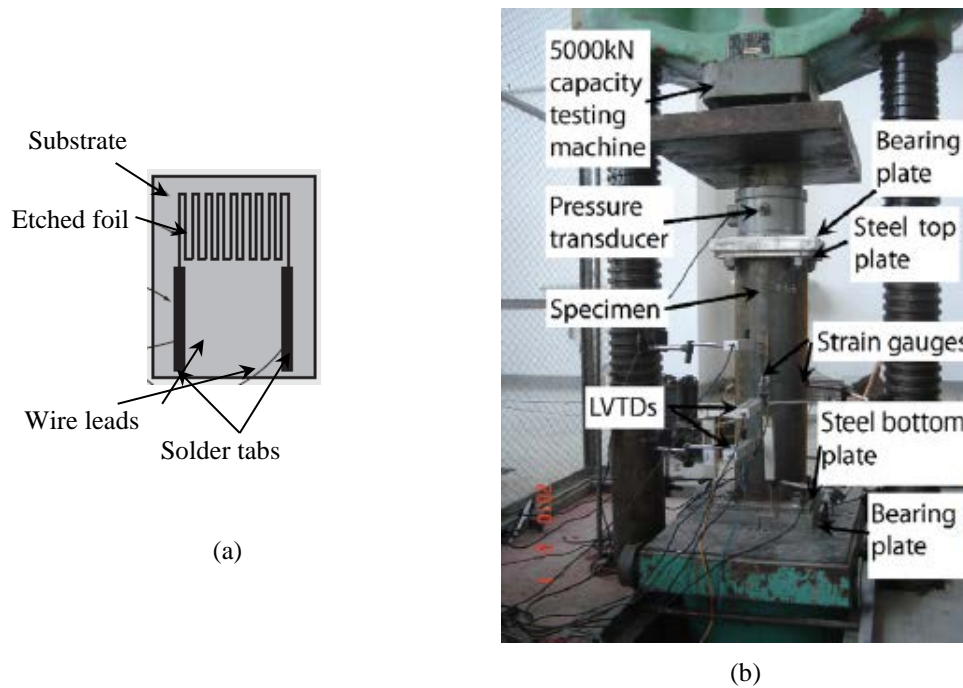 Substrate
Etched foil
Wire leads
Solder tabs
(a)
5000kN
capacity
testing
machine
Pressure
transducer
Specimen
LVTDs
Bearing
plate
Steel top
plate
Strain gauges
Steel bottom
plate
Bearing
plate
(b)